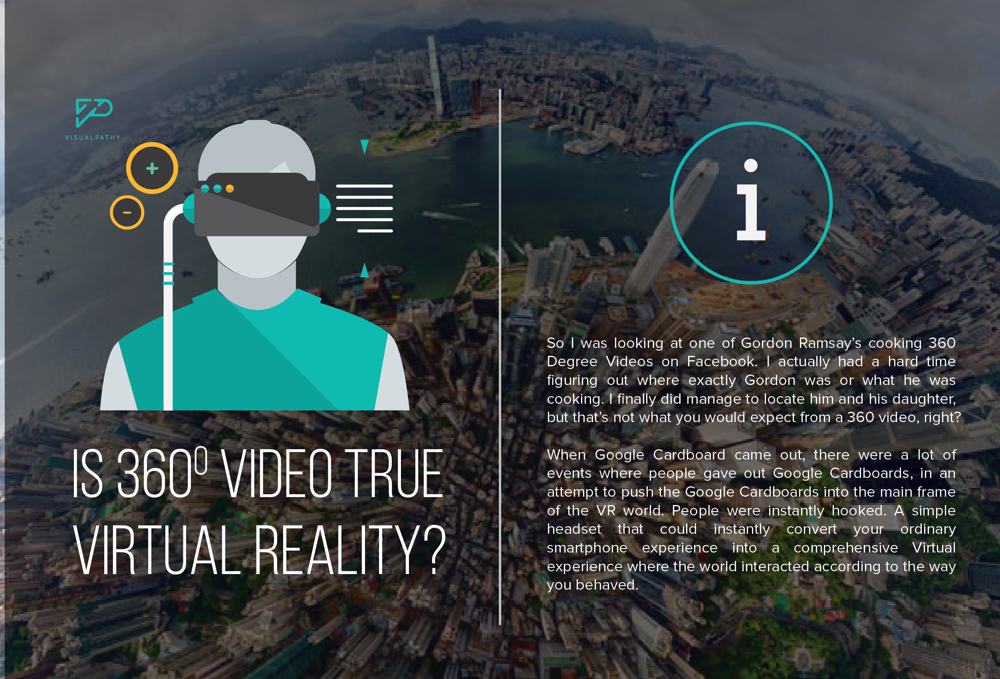 VISUALPATHY
+
-
IS 360⁰ VIDEO TRUE
VIRTUAL REALITY?
i
So I was looking at one of Gordon Ramsay’s cooking 360
Degree Videos on Facebook. I actually had a hard time
figuring out where exactly Gordon was or what he was
cooking. I finally did manage to locate him and his daughter,
but that’s not what you would expect from a 360 video, right?
When Google Cardboard came out, there were a lot of
events where people gave out Google Cardboards, in an
attempt to push the Google Cardboards into the main frame
of the VR world. People were instantly hooked. A simple
headset that could instantly convert your ordinary
smartphone experience into a comprehensive Virtual
experience where the world interacted according to the way
you behaved.